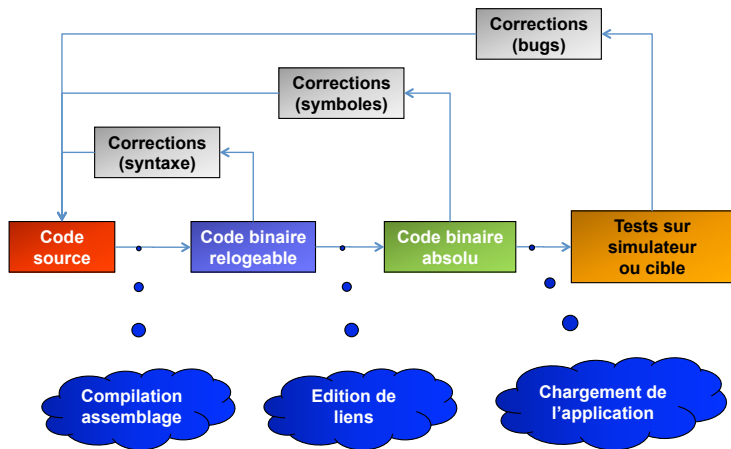 Corrections
(bugs)
Corrections
(symboles)
Corrections
(syntaxe)
Code
source
Code binaire
relogeable
Code binaire
absolu
Tests sur
simulateur
ou cible
Compilation
assemblage
Edition de
liens
Chargement de
l’application